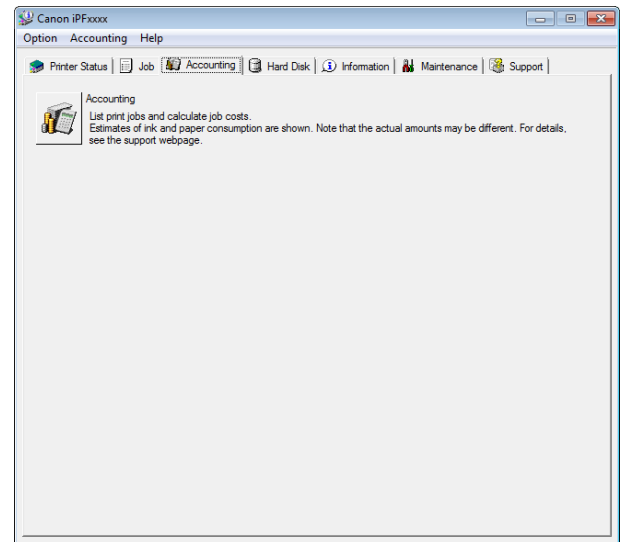 Canon iPFxxxx
Option Accounting Help
Printer Status Job Accounting Hard Disk Information Maintenance Support
Accounting
List print jobs and calculate job costs.
Estimates of ink and paper consumption are shown. Note that the actual amounts may be different. For details,
see the support webpage.